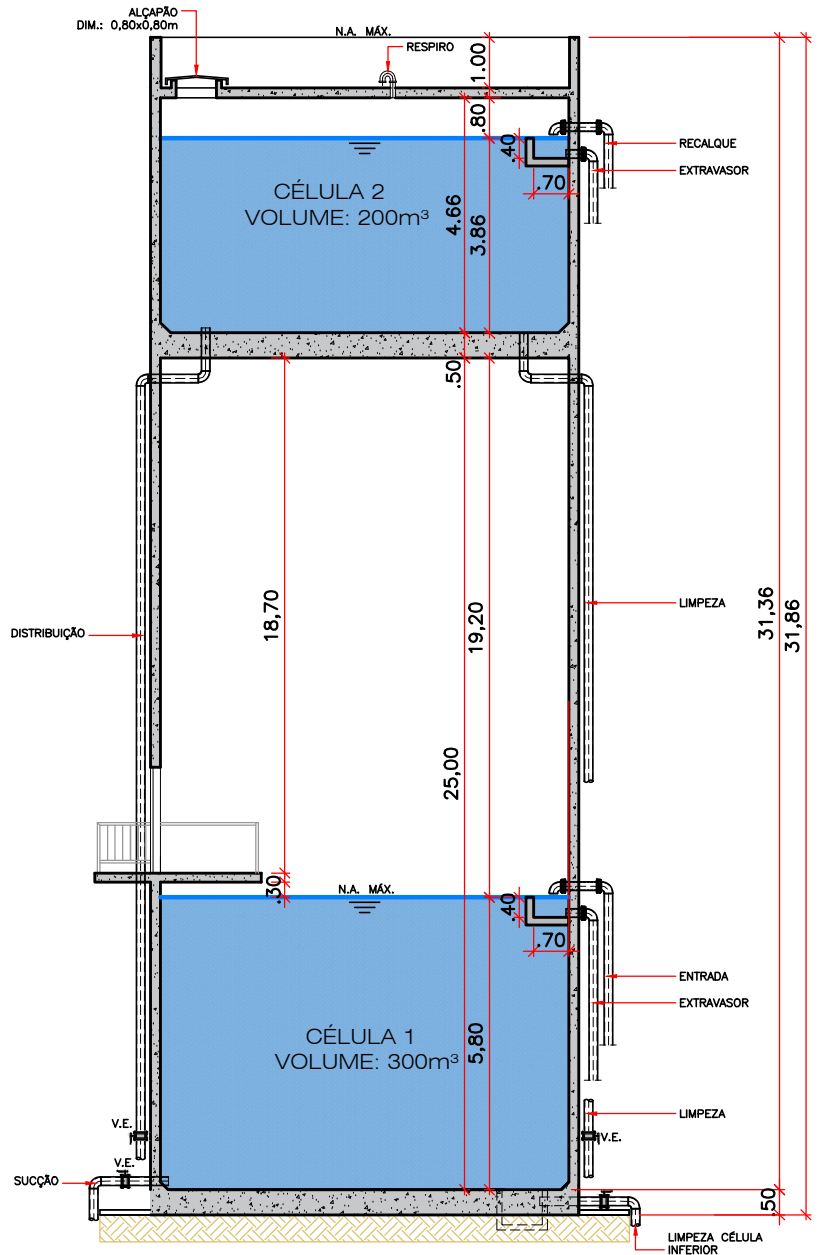 ALÇAPÃO
DIM.: 0,80x0,80m
N.A. MÁX.
RESPIRO
1.00
.80
.40
RECALQUE
EXTRAVASOR
.70
CÉLULA 2
VOLUME: 200m³
4.66
3.86
.50
18,70
19,20
LIMPEZA
31,36
31,86
DISTRIBUIÇÃO
25,00
.30
N.A. MÁX.
.40
.70
ENTRADA
EXTRAVASOR
CÉLULA 1
VOLUME: 300m³
5,80
LIMPEZA
V.E.
V.E.
V.E.
SUCÇÃO
.50
LIMPEZA CÉLULA
INFERIOR